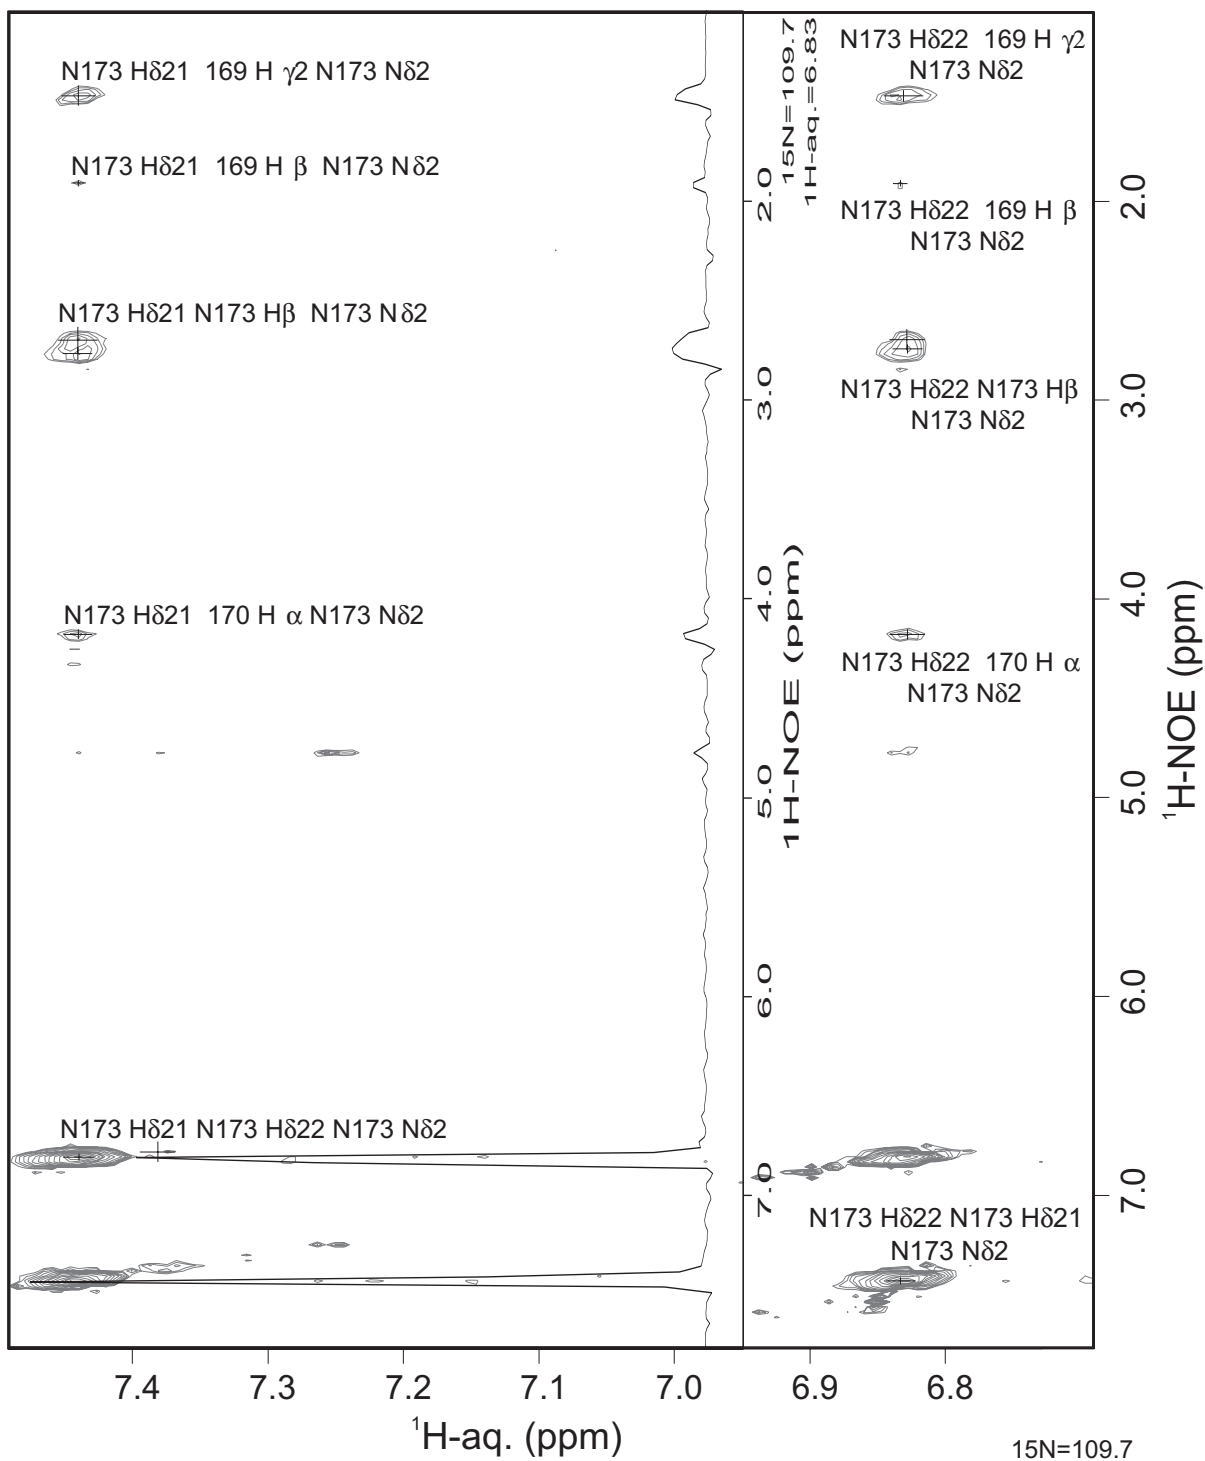 N173 Hδ21 169 H γ2 N173 Nδ2
N173 Hδ21 169 H β N173 Nδ2
N173 Hδ21 N173 Hβ N173 Nδ2
N173 Hδ21 170 H α N173 Nδ2
N173 Hδ21 N173 Hδ22 N173 Nδ2
15N=109.7
1H-aq.=6.83
2.0
3.0
4.0
5.0
6.0
7.0
1H-NOE (ppm)
N173 Hδ22 169 H γ2
N173 Nδ2
N173 Hδ22 169 H β
N173 Nδ2
N173 Hδ22 N173 Hβ
N173 Nδ2
N173 Hδ22 170 H α
N173 Nδ2
N173 Hδ22 N173 Hδ21
N173 Nδ2
2.0
3.0
4.0
5.0
6.0
7.0
¹H-NOE (ppm)
7.4 7.3 7.2 7.1 7.0 6.9 6.8
¹H-aq. (ppm)
15N=109.7